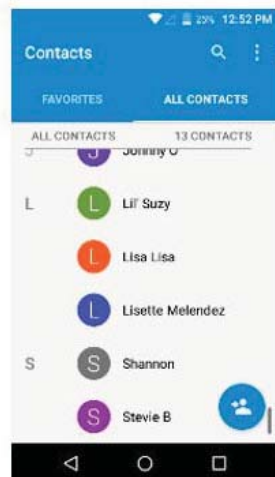 25% 12:52 PM
Contacts
FAVORITES ALL CONTACTS
ALL CONTACTS 13 CONTACTS
J J Johnny O
L L Lil' Suzy
L Lisa Lisa
L Lisette Melendez
S S Shannon
S Stevie B